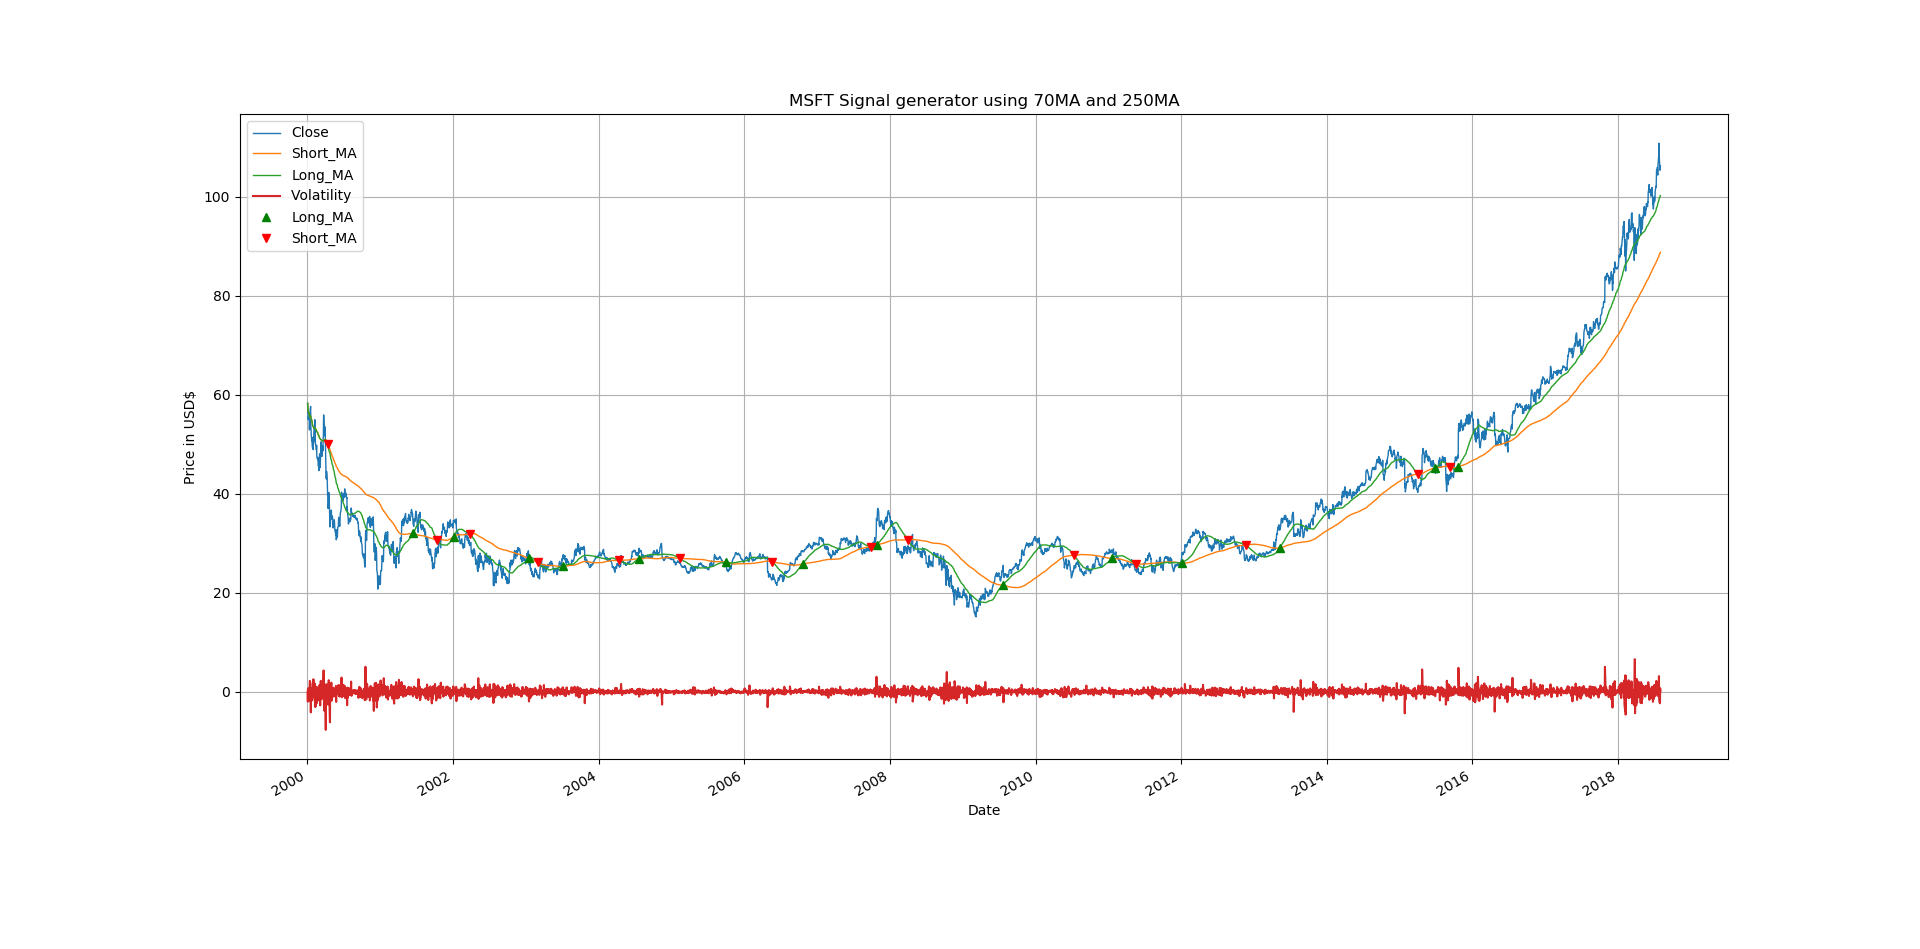 MSFT Signal generator using 70MA and 250MA
Close
Short_MA
Long_MA
Volatility
Long_MA
Short_MA
100
80
60
40
20
0
Price in USD$
2000
2002
2004
2006
2008
2010
2012
2014
2016
2018
Date